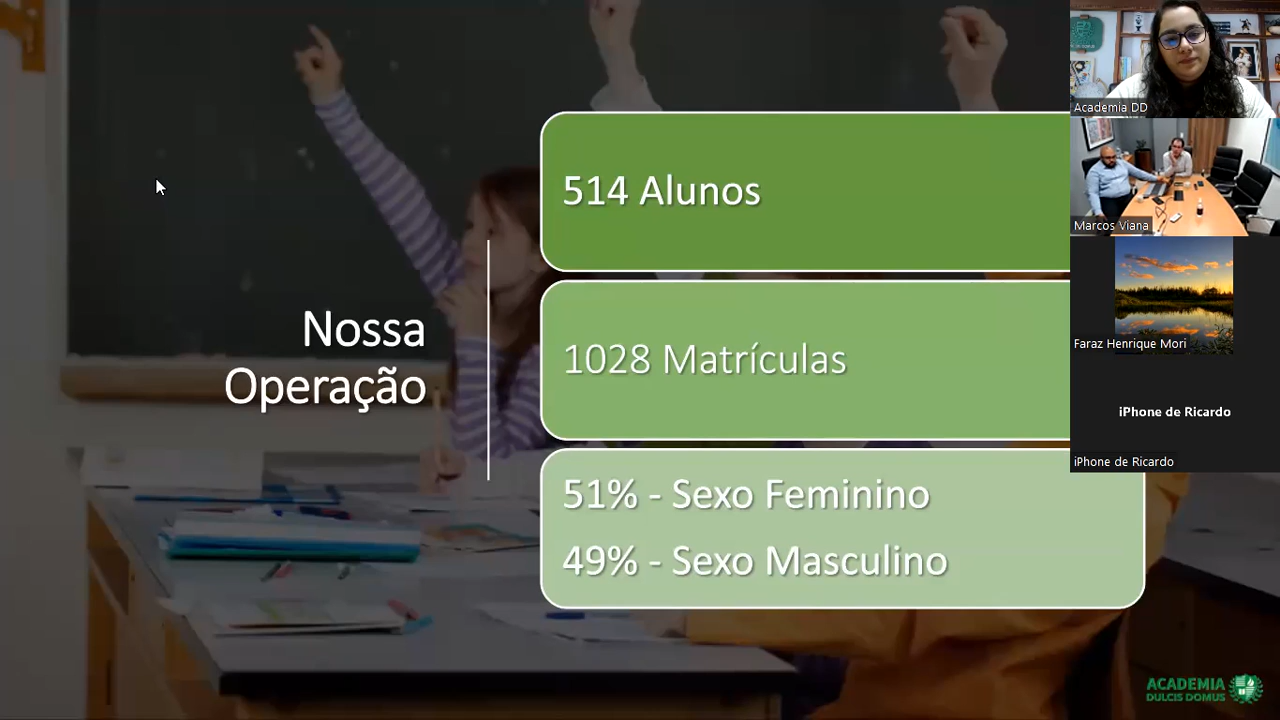 Nossa
Operação
514 Alunos
1028 Matrículas
51% - Sexo Feminino
49% - Sexo Masculino
Academia DD
Marcos Viana
Faraz Henrique Mori
iPhone de Ricardo
iPhone de Ricardo
ACADEMIA
DULCIS DOMUS